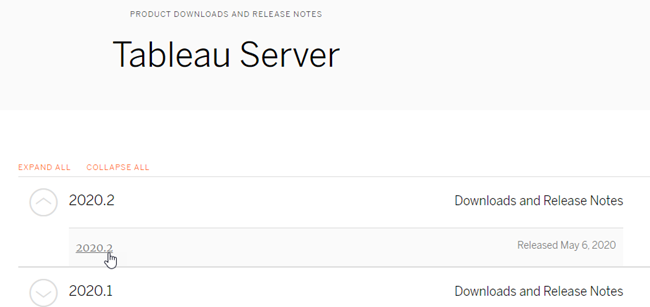 PRODUCT DOWNLOADS AND RELEASE NOTES
Tableau Server
EXPAND ALL COLLAPSE ALL
2020.2 Downloads and Release Notes
2020.2 Released May 6, 2020
2020.1 Downloads and Release Notes